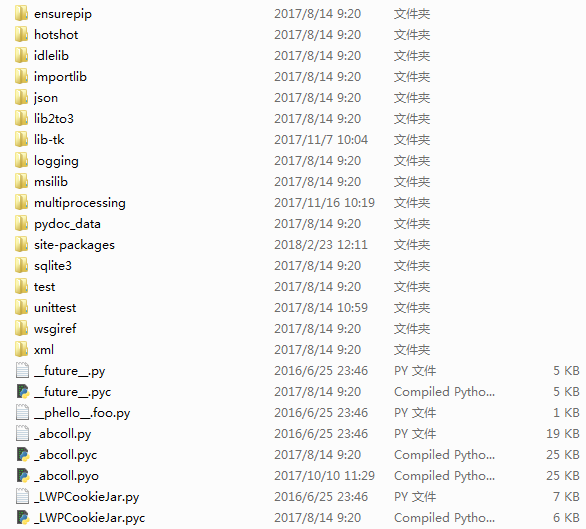 ensurepip 2017/8/14 9:20 文件夹
hotshot 2017/8/14 9:20 文件夹
idlelib 2017/8/14 9:20 文件夹
importlib 2017/8/14 9:20 文件夹
json 2017/8/14 9:20 文件夹
lib2to3 2017/8/14 9:20 文件夹
lib-tk 2017/11/7 10:04 文件夹
logging 2017/8/14 9:20 文件夹
msilib 2017/8/14 9:20 文件夹
multiprocessing 2017/11/16 10:19 文件夹
pydoc_data 2017/8/14 9:20 文件夹
site-packages 2018/2/23 12:11 文件夹
sqlite3 2017/8/14 9:20 文件夹
test 2017/8/14 9:20 文件夹
unittest 2017/8/14 10:59 文件夹
wsgiref 2017/8/14 9:20 文件夹
xml 2017/8/14 9:20 文件夹
__future__.py 2016/6/25 23:46 PY 文件 5 KB
__future__.pyc 2017/8/14 9:20 Compiled Pytho... 5 KB
__phello__.foo.py 2016/6/25 23:46 PY 文件 1 KB
_abcoll.py 2016/6/25 23:46 PY 文件 19 KB
_abcoll.pyc 2017/8/14 9:20 Compiled Pytho... 25 KB
_abcoll.pyo 2017/10/10 11:29 Compiled Pytho... 25 KB
_LWPCookieJar.py 2016/6/25 23:46 PY 文件 7 KB
_LWPCookieJar.pyc 2017/8/14 9:20 Compiled Pytho... 6 KB